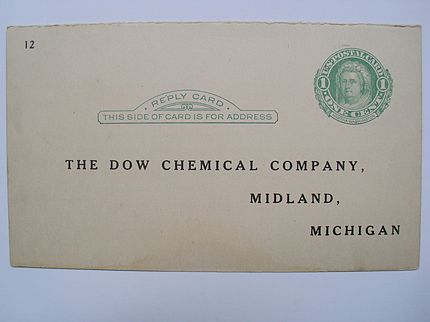 12
U.S. POSTAL CARD
1 1
ONE CENT
REPLY CARD
THIS SIDE OF CARD IS FOR ADDRESS
THE DOW CHEMICAL COMPANY,
MIDLAND,
MICHIGAN